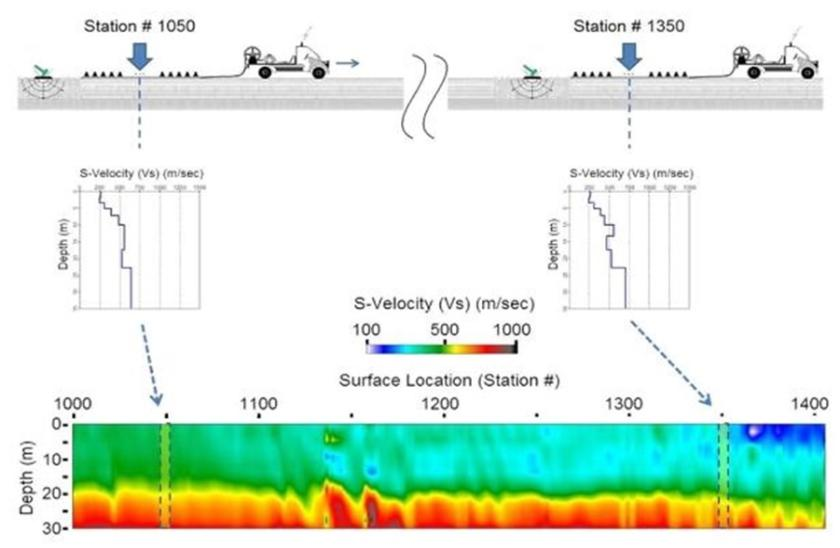 Station # 1050
Station # 1350
S-Velocity (Vs) (m/sec)
S-Velocity (Vs) (m/sec)
Depth (m)
Depth (m)
S-Velocity (Vs) (m/sec)
100 500 1000
Surface Location (Station #)
1000 1100 1200 1300 1400
Depth (m)
0
10
20
30